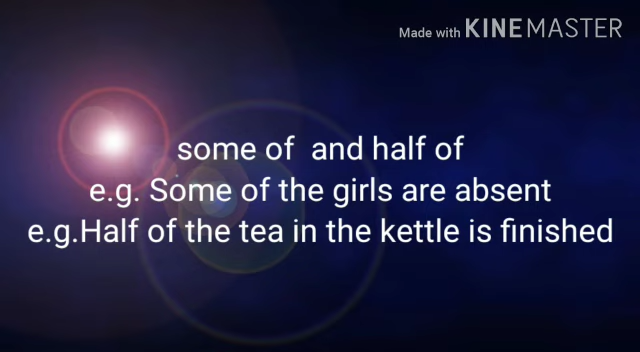 Made with KINEMASTER
some of and half of
e.g. Some of the girls are absent
e.g.Half of the tea in the kettle is finished